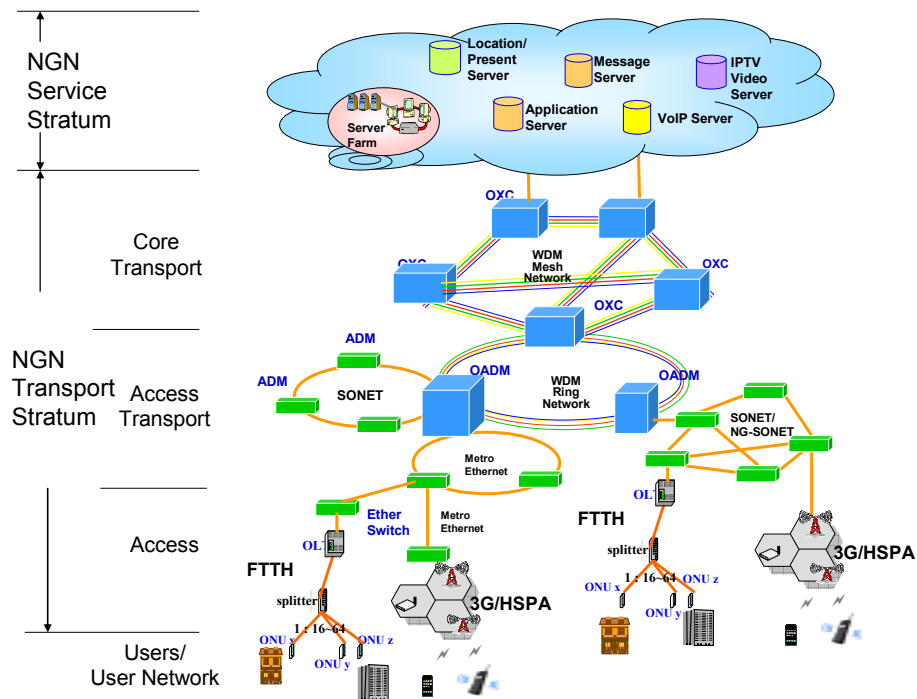 NGN
Service
Stratum
Location/
Present
Server
Message
Server
IPTV
Video
Server
Server
Farm
Application
Server
VoIP Server
Core
Transport
OXC
OXC
OXC
OXC
WDM
Mesh
Network
NGN
Transport
Stratum
Access
Transport
ADM
ADM
SONET
OADM
WDM
Ring
Network
OADM
SONET/
NG-SONET
Metro
Ethernet
Access
Ether
Switch
Metro
Ethernet
OL
FTTH
splitter
1 : 16~64
ONU x
ONU y
ONU z
3G/HSPA
OL
FTTH
splitter
1 : 16~64
ONU x
ONU y
ONU z
3G/HSPA
Users/
User Network